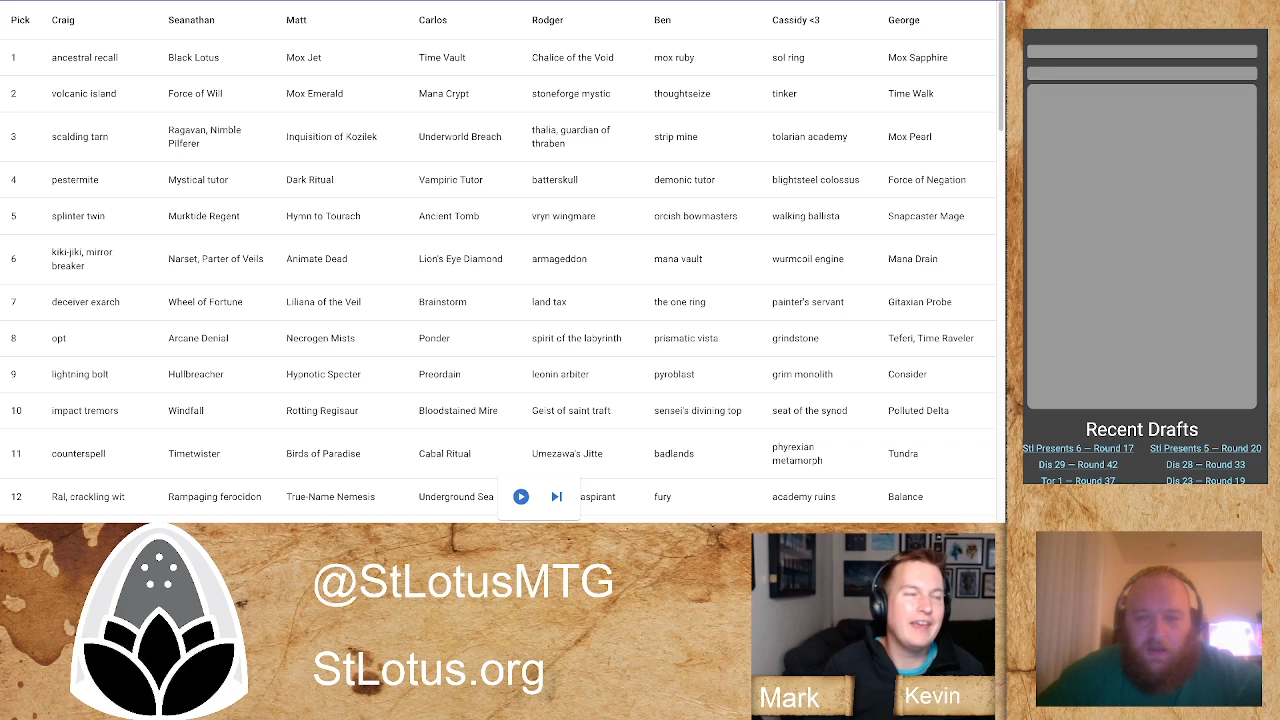 Pick Craig Seanathan Matt Carlos Rodger Ben Cassidy <3 George
1 ancestral recall Black Lotus Mox Jet Time Vault Chalice of the Void mox ruby sol ring Mox Sapphire
2 volcanic island Force of Will Mox Emerald Mana Crypt stoneforge mystic thoughtseize tinker Time Walk
3 scalding tarn Ragavan, Nimble Pilferer Inquisition of Kozilek Underworld Breach thalia, guardian of thraben strip mine tolarian academy Mox Pearl
4 pestermite Mystical tutor Dark Ritual Vampiric Tutor batterskull demonic tutor blightsteel colossus Force of Negation
5 splinter twin Murktide Regent Hymn to Tourach Ancient Tomb vryn wingmare orcish bowmasters walking ballista Snapcaster Mage
6 kiki-jiki, mirror breaker Narset, Parter of Veils Animate Dead Lion's Eye Diamond armageddon mana vault wurmcoil engine Mana Drain
7 deceiver exarch Wheel of Fortune Liliana of the Veil Brainstorm land tax the one ring painter's servant Gitaxian Probe
8 opt Arcane Denial Necrogen Mists Ponder spirit of the labyrinth prismatic vista grindstone Teferi, Time Raveler
9 lightning bolt Hullbreacher Hypnotic Specter Preordain leonin arbiter pyroblast grim monolith Consider
10 impact tremors Windfall Rotting Regisaur Bloodstained Mire Geist of saint traft sensei's divining top seat of the synod Polluted Delta
11 counterspell Timetwister Birds of Paradise Cabal Ritual Umezawa's Jitte badlands phyrexian metamorph Tundra
12 Ral, crackling wit Rampaging ferocidon True-Name Nemesis Underground Sea aspirant fury academy ruins Balance
Recent Drafts
Stl Presents 6 — Round 17 Stl Presents 5 — Round 20
Dis 29 — Round 42 Dis 28 — Round 33
Tor 1 — Round 37 Dis 23 — Round 19
@StLotusMTG
StLotus.org
Mark Kevin